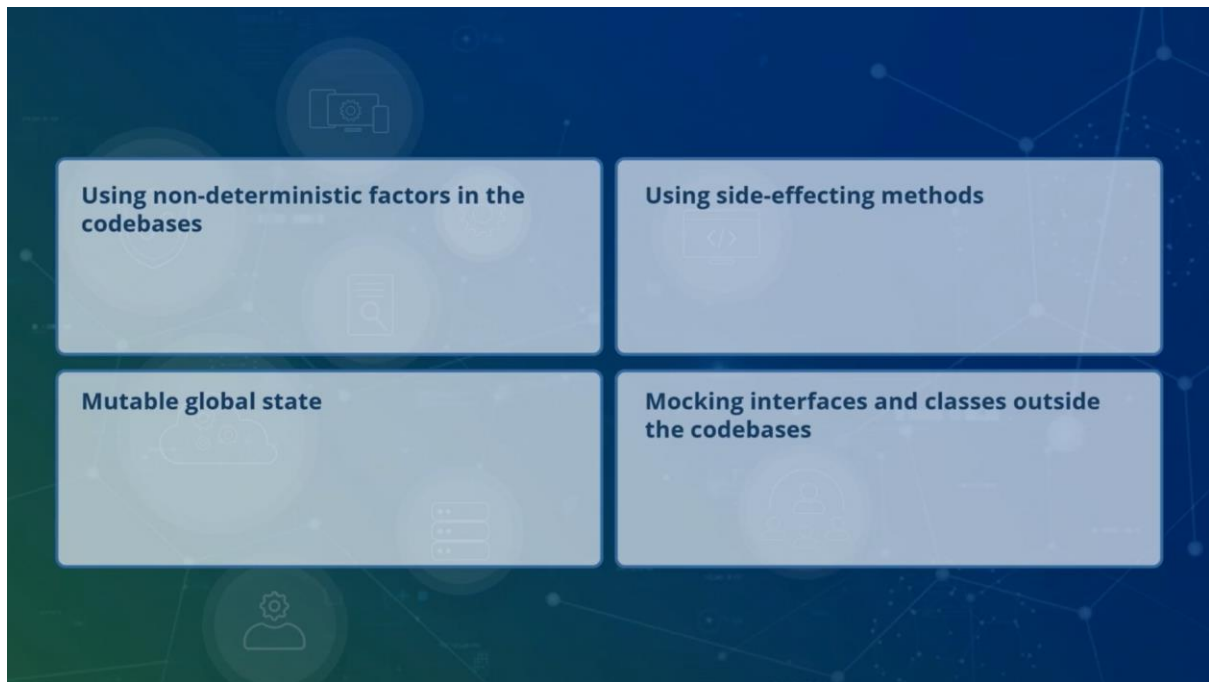 Using non-deterministic factors in the
codebases
Using side-effecting methods
Mutable global state
Mocking interfaces and classes outside
the codebases